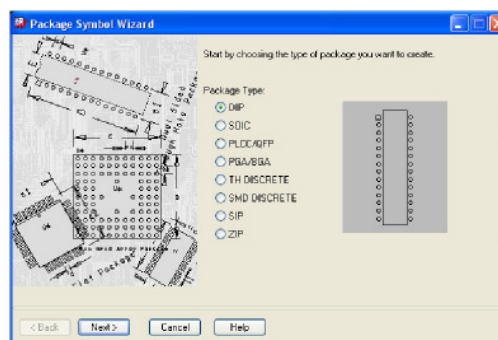 Package Symbol Wizard
Start by choosing the type of package you want to create.
Package Type:
DIP
SOIC
PLCC/QFP
PGA/BGA
TH DISCRETE
SMD DISCRETE
SIP
ZIP
< Back
Next >
Cancel
Help